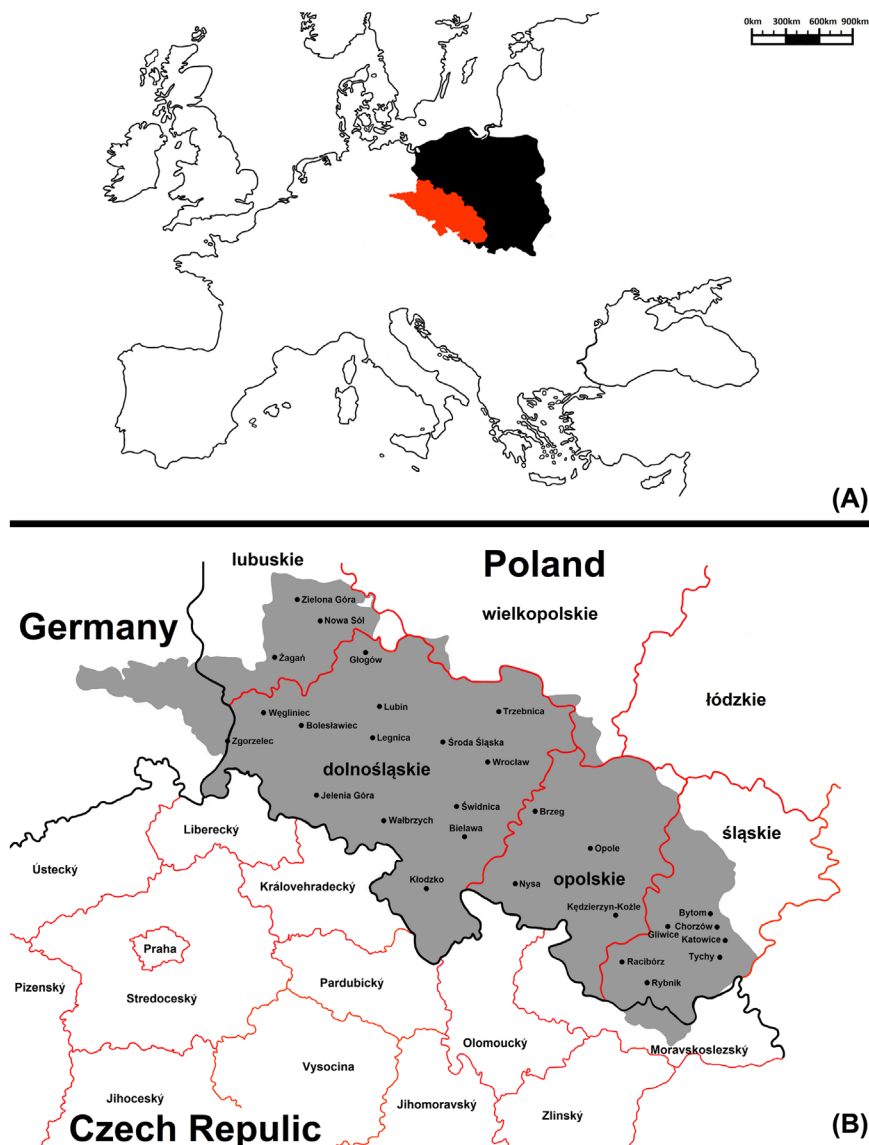 0km 300km 600km 900km
(A)
lubuskie
Poland
wielkopolskie
Germany
Zielona Góra
Nowa Sól
Żagań
Głogów
łódzkie
Węgliniec
Lubin
Trzebnica
Bolesławiec
Zgorzelec
Legnica
Środa Śląska
dolnośląskie
Wrocław
Jelenia Góra
Świdnica
Brzeg
Wałbrzych
Bielawa
śląskie
Liberecký
Ústecký
Opole
Královehradecký
Kłodzko
Nysa
opolskie
Kędzierzyn-Koźle
Bytom
Chorzów
Gliwice
Katowice
Praha
Tychy
Racibórz
Pizenský
Stredoceský
Pardubický
Rybnik
Olomoucký
Moravskoslezský
Vysocina
Jihoceský
Jihomoravský
Zlinský
Czech Repulic
(B)